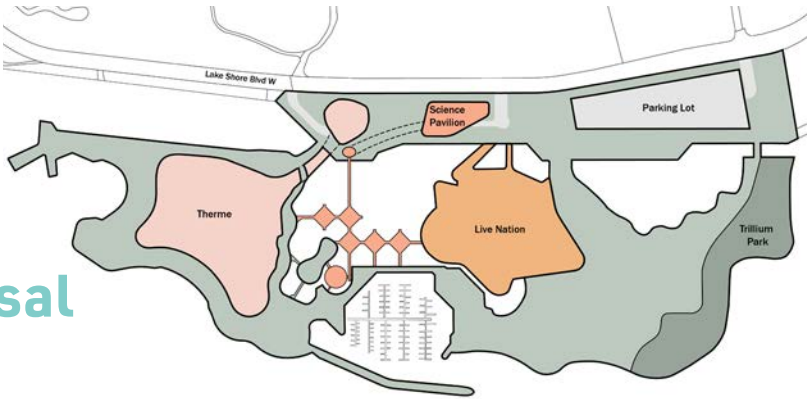 Lake Shore Blvd W
Science
Pavilion
Parking Lot
Therme
Live Nation
Trillium
Park
sal